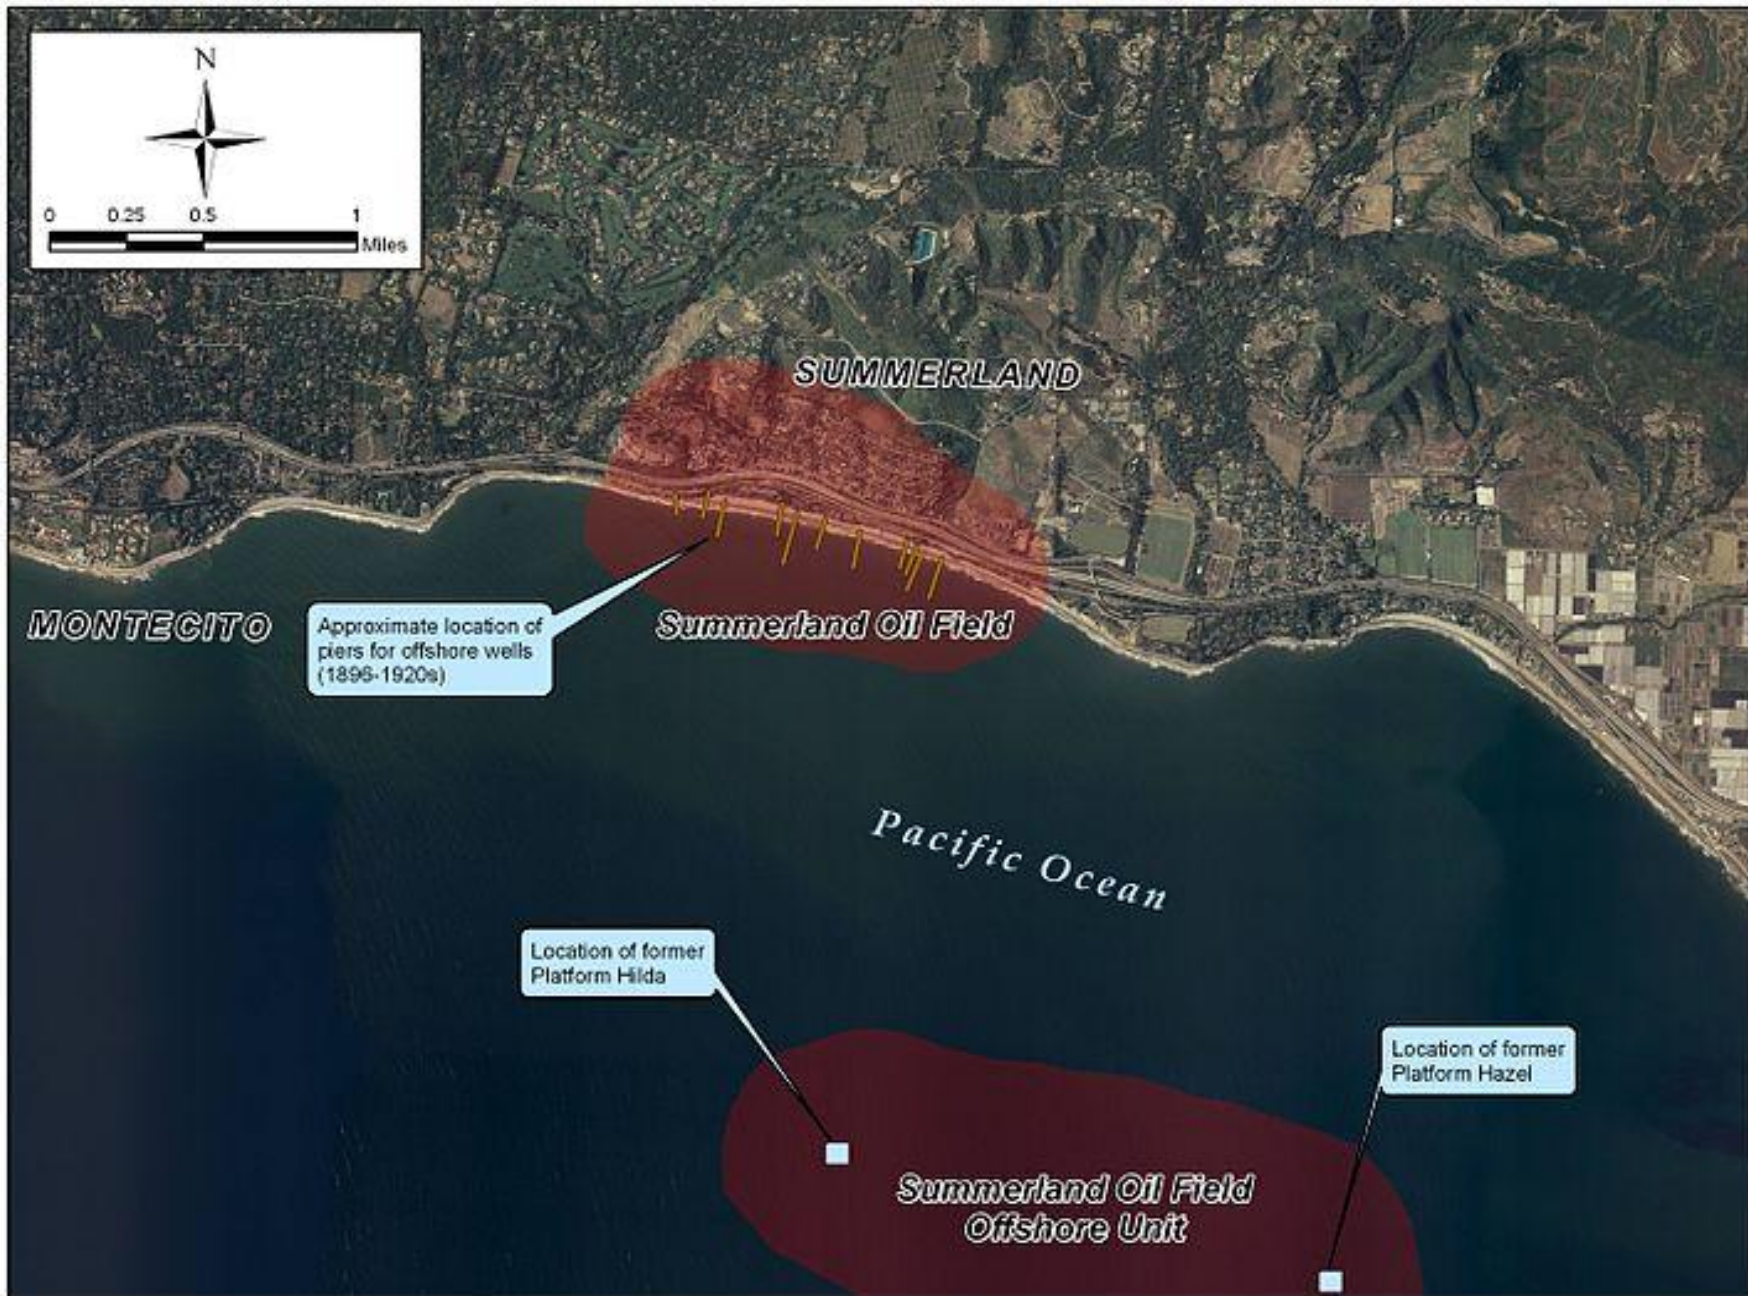 N
0 0.25 0.5 1
Miles
SUMMERLAND
MONTECITO
Approximate location of
piers for offshore wells
(1896-1920s)
Summerland Oil Field
Pacific Ocean
Location of former
Platform Hilda
Location of former
Platform Hazel
Summerland Oil Field
Offshore Unit